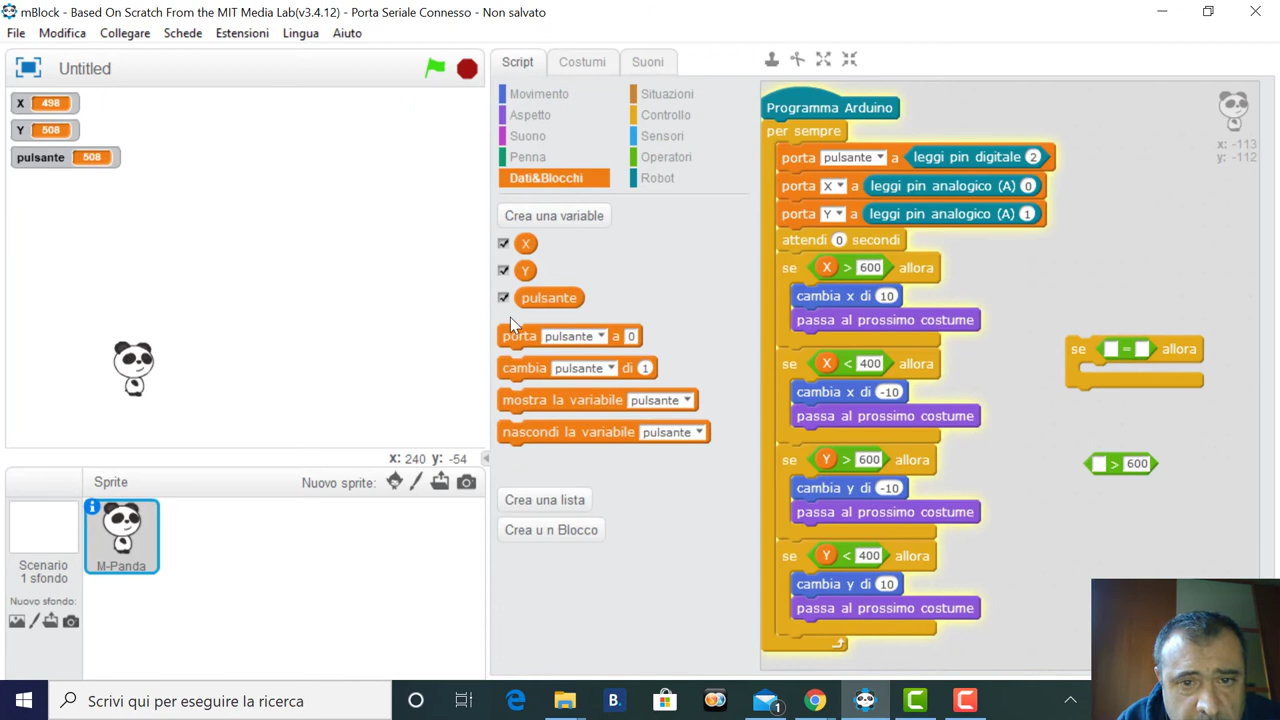 mBlock - Based On Scratch From the MIT Media Lab(v3.4.12) - Porta Seriale Connesso - Non salvato
File Modifica Collegare Schede Estensioni Lingua Aiuto
Untitled
X 498
Y 508
pulsante 508
x: 240 y: -54
Sprite Nuovo sprite:
Scenario
1 sfondo
Nuovo sfondo:
M-Panda
Script Costumi Suoni
Movimento Situazioni
Aspetto Controllo
Suono Sensori
Penna Operatori
Dati&Blocchi Robot
Crea una variabile
X
Y
pulsante
porta pulsante a 0
cambia pulsante di 1
mostra la variabile pulsante
nascondi la variabile pulsante
Crea una lista
Crea u n Blocco
Programma Arduino
per sempre
porta pulsante a leggi pin digitale 2
porta X a leggi pin analogico (A) 0
porta Y a leggi pin analogico (A) 1
attendi 0 secondi
se X > 600 allora
cambia x di 10
passa al prossimo costume
se X < 400 allora
cambia x di -10
passa al prossimo costume
se Y > 600 allora
cambia y di -10
passa al prossimo costume
se Y < 400 allora
cambia y di 10
passa al prossimo costume
x: -113
y: -112
se = allora
> 600
Scrivi qui per eseguire la ricerca
B.
1